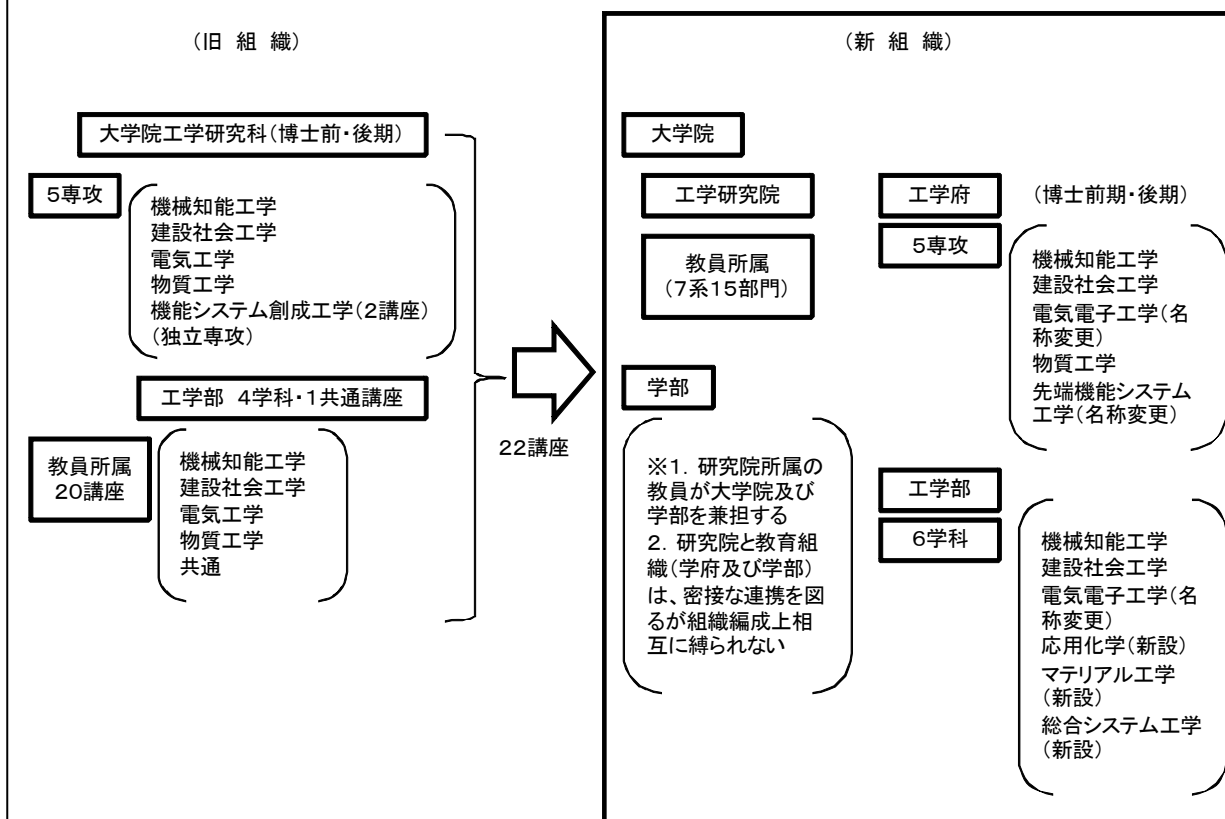 (旧 組 織)
大学院工学研究科(博士前・後期)
5専攻
機械知能工学
建設社会工学
電気工学
物質工学
機能システム創成工学(2講座)
(独立専攻)
工学部 4学科・1共通講座
教員所属
20講座
機械知能工学
建設社会工学
電気工学
物質工学
共通
22講座
(新 組 織)
大学院
工学研究院
教員所属
(7系15部門)
工学府
(博士前期・後期)
5専攻
機械知能工学
建設社会工学
電気電子工学(名
称変更)
物質工学
先端機能システム
工学(名称変更)
学部
※1. 研究院所属の
教員が大学院及び
学部を兼担する
2. 研究院と教育組
織(学府及び学部)
は、密接な連携を図
るが組織編成上相
互に縛られない
工学部
6学科
機械知能工学
建設社会工学
電気電子工学(名
称変更)
応用化学(新設)
マテリアル工学
(新設)
総合システム工学
(新設)